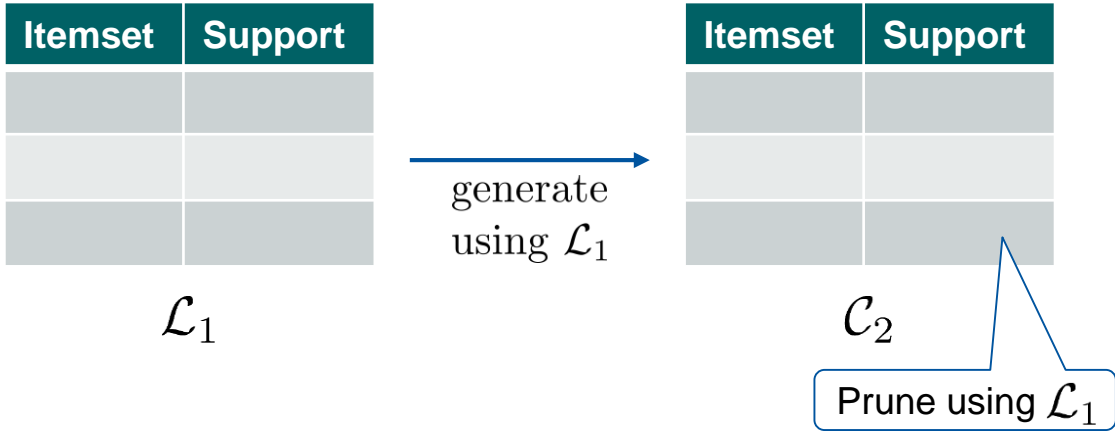 Itemset Support
Itemset Support
generate
using ℒ₁
ℒ₁
𝒞₂
Prune using ℒ₁